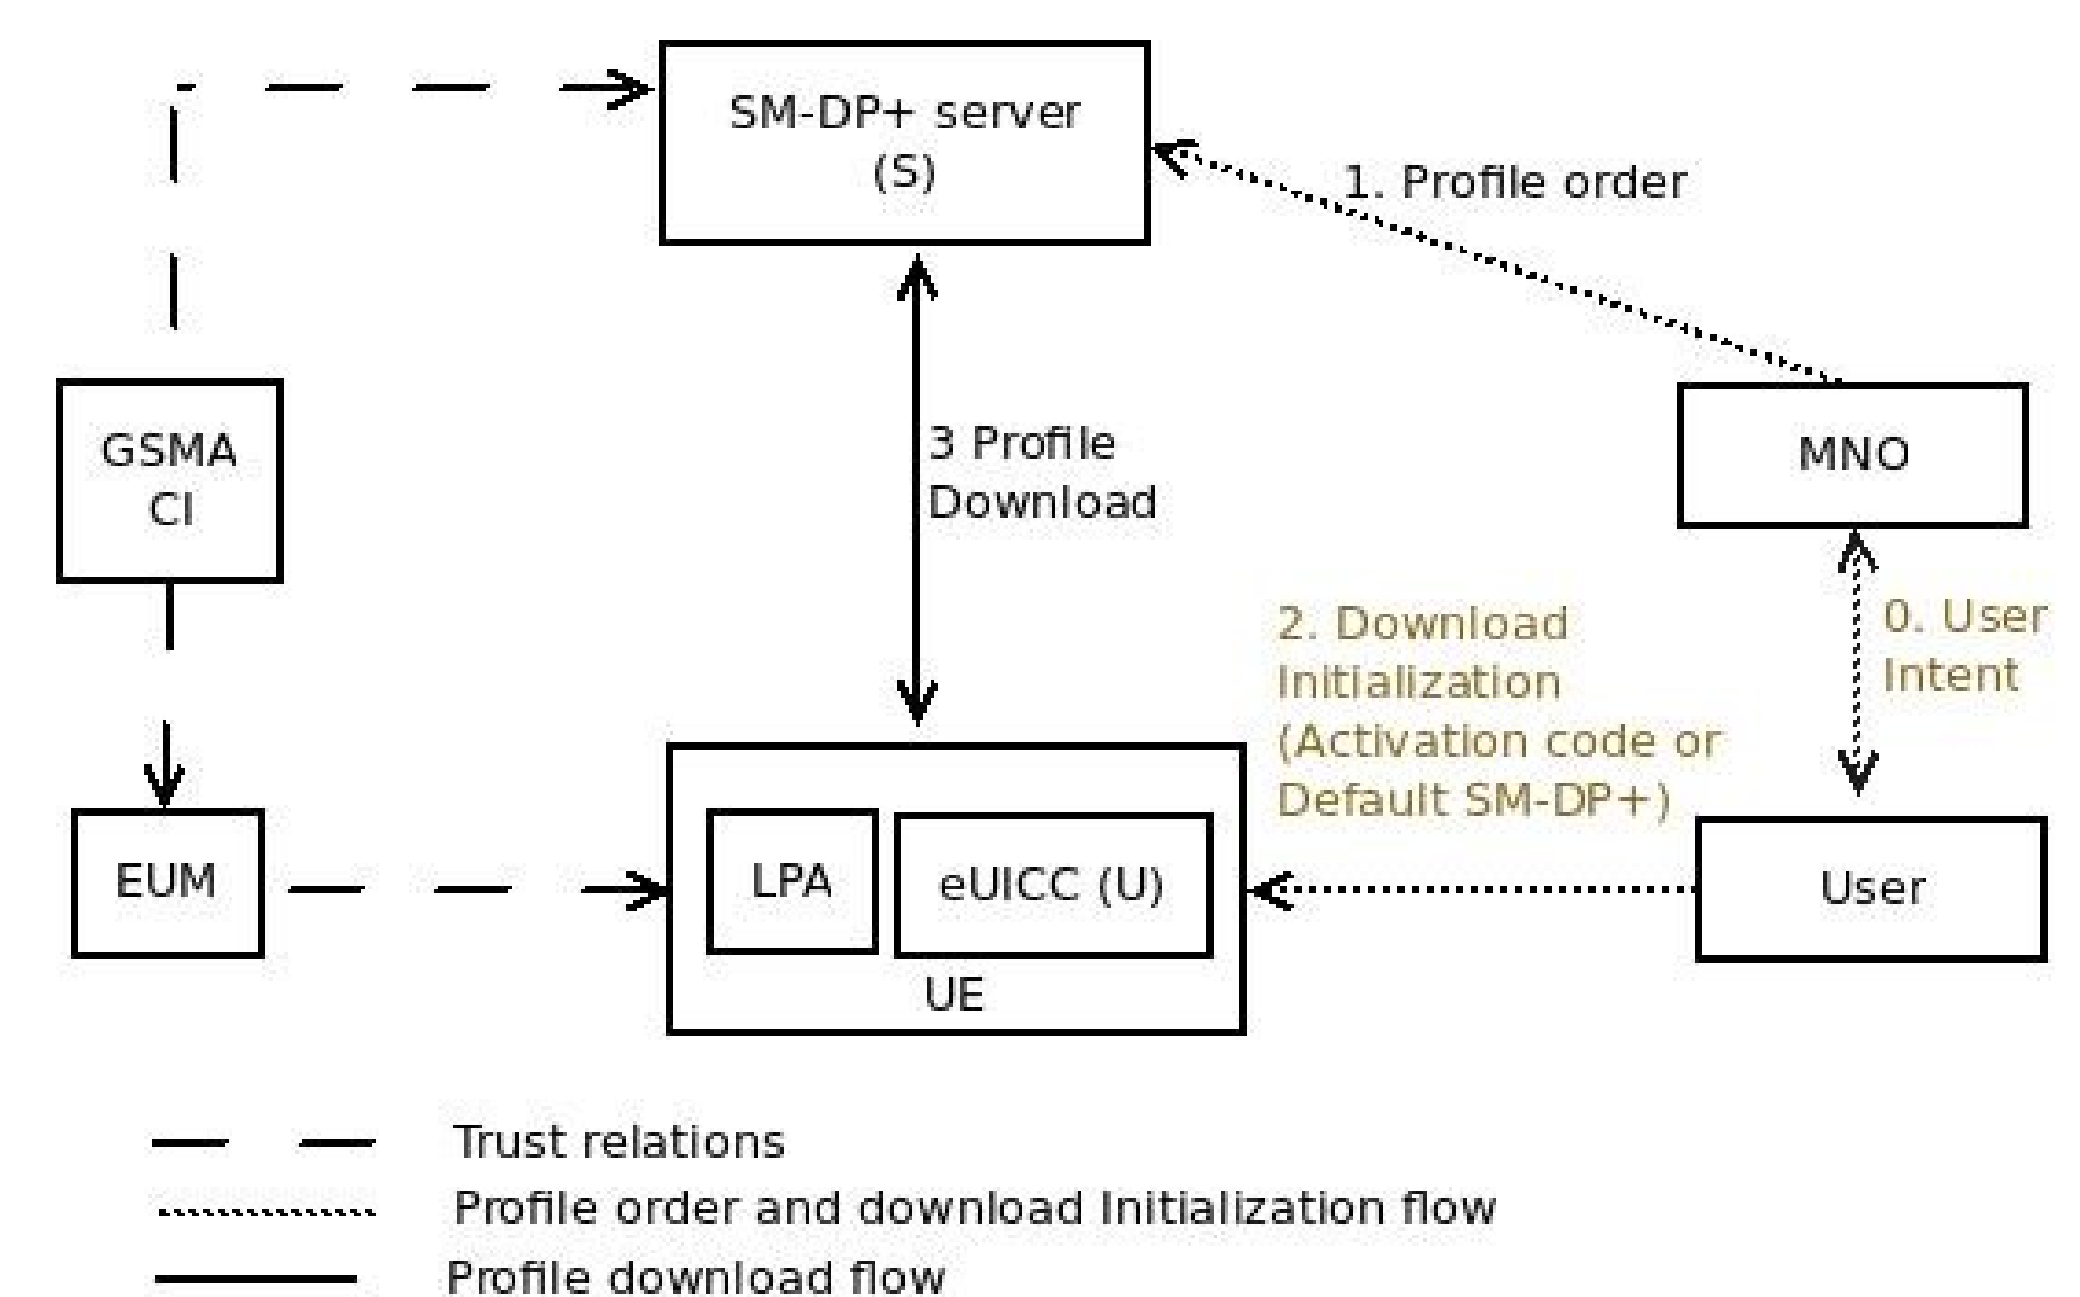 SM-DP+ server
(S)
1. Profile order
GSMA
CI
3 Profile
Download
MNO
2. Download
Initialization
(Activation code or
Default SM-DP+)
0. User
Intent
EUM
LPA
eUICC (U)
UE
User
Trust relations
Profile order and download Initialization flow
Profile download flow